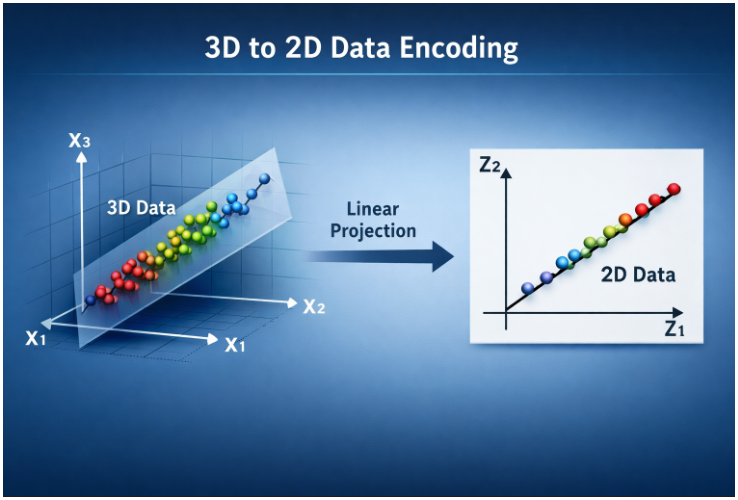 3D to 2D Data Encoding
X3
3D Data
X1
X1
X2
Linear
Projection
Z2
2D Data
Z1